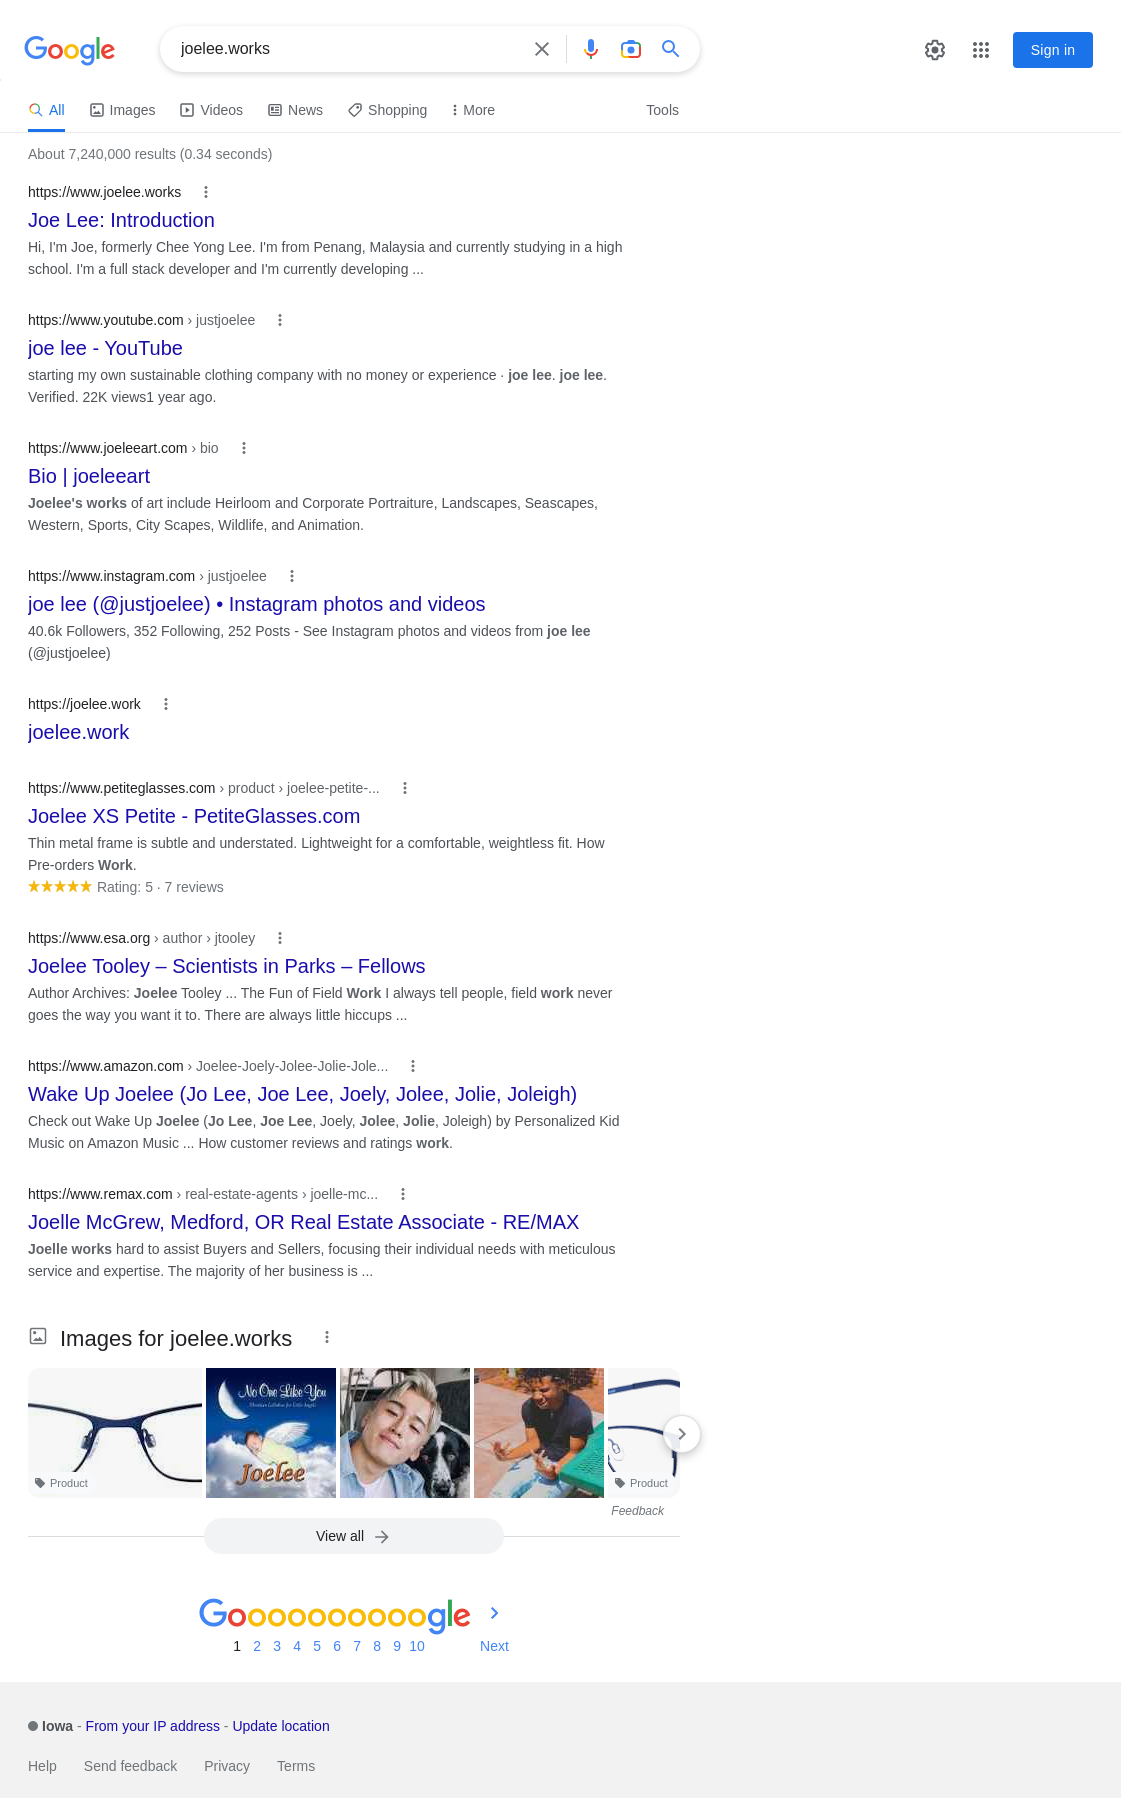 Google
joelee.works
Sign in
All Images Videos News Shopping More Tools
About 7,240,000 results (0.34 seconds)
https://www.joelee.works
Joe Lee: Introduction
Hi, I'm Joe, formerly Chee Yong Lee. I'm from Penang, Malaysia and currently studying in a high
school. I'm a full stack developer and I'm currently developing ...
https://www.youtube.com › justjoelee
joe lee - YouTube
starting my own sustainable clothing company with no money or experience · joe lee. joe lee.
Verified. 22K views1 year ago.
https://www.joeleeart.com › bio
Bio | joeleeart
Joelee's works of art include Heirloom and Corporate Portraiture, Landscapes, Seascapes,
Western, Sports, City Scapes, Wildlife, and Animation.
https://www.instagram.com › justjoelee
joe lee (@justjoelee) • Instagram photos and videos
40.6k Followers, 352 Following, 252 Posts - See Instagram photos and videos from joe lee
(@justjoelee)
https://joelee.work
joelee.work
https://www.petiteglasses.com › product › joelee-petite-...
Joelee XS Petite - PetiteGlasses.com
Thin metal frame is subtle and understated. Lightweight for a comfortable, weightless fit. How
Pre-orders Work.
Rating: 5 · 7 reviews
https://www.esa.org › author › jtooley
Joelee Tooley – Scientists in Parks – Fellows
Author Archives: Joelee Tooley ... The Fun of Field Work I always tell people, field work never
goes the way you want it to. There are always little hiccups ...
https://www.amazon.com › Joelee-Joely-Jolee-Jolie-Jole...
Wake Up Joelee (Jo Lee, Joe Lee, Joely, Jolee, Jolie, Joleigh)
Check out Wake Up Joelee (Jo Lee, Joe Lee, Joely, Jolee, Jolie, Joleigh) by Personalized Kid
Music on Amazon Music ... How customer reviews and ratings work.
https://www.remax.com › real-estate-agents › joelle-mc...
Joelle McGrew, Medford, OR Real Estate Associate - RE/MAX
Joelle works hard to assist Buyers and Sellers, focusing their individual needs with meticulous
service and expertise. The majority of her business is ...
Images for joelee.works
No One Like You
Joelee
Product
Product
Feedback
View all
Goooooooooogle
1 2 3 4 5 6 7 8 9 10 Next
Iowa - From your IP address - Update location
Help Send feedback Privacy Terms